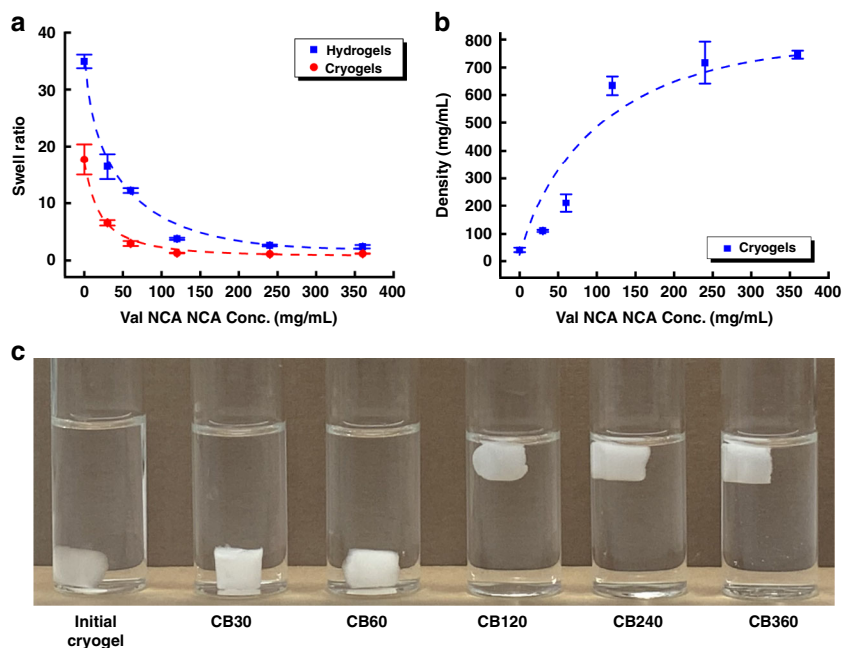 a
40
30
20
10
0
Swell ratio
Hydrogels
Cryogels
0 50 100 150 200 250 300 350 400
Val NCA NCA Conc. (mg/mL)
b
800
700
600
500
400
300
200
100
0
Density (mg/mL)
Cryogels
0 50 100 150 200 250 300 350 400
Val NCA NCA Conc. (mg/mL)
c
Initial
cryogel
CB30
CB60
CB120
CB240
CB360